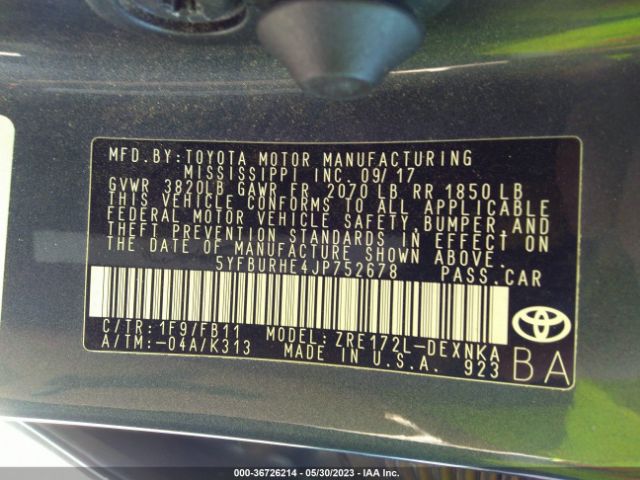 MFD. BY: TOYOTA MOTOR MANUFACTURING
MISSISSIPPI INC. 09/17
GVWR 3820LB GAWR FR 2070 LB RR 1850 LB
THIS VEHICLE CONFORMS TO ALL APPLICABLE
FEDERAL MOTOR VEHICLE SAFETY, BUMPER, AND
THEFT PREVENTION STANDARDS IN EFFECT ON
THE DATE OF MANUFACTURE SHOWN ABOVE.
5YFBURHE4JP752678 PASS. CAR
C/TR: 1F9/FB11 MODEL: ZRE172L-DEXNKA
A/TM: -04A/K313 MADE IN U.S.A. 923
BA
000-36726214 - 05/30/2023 - IAA Inc.